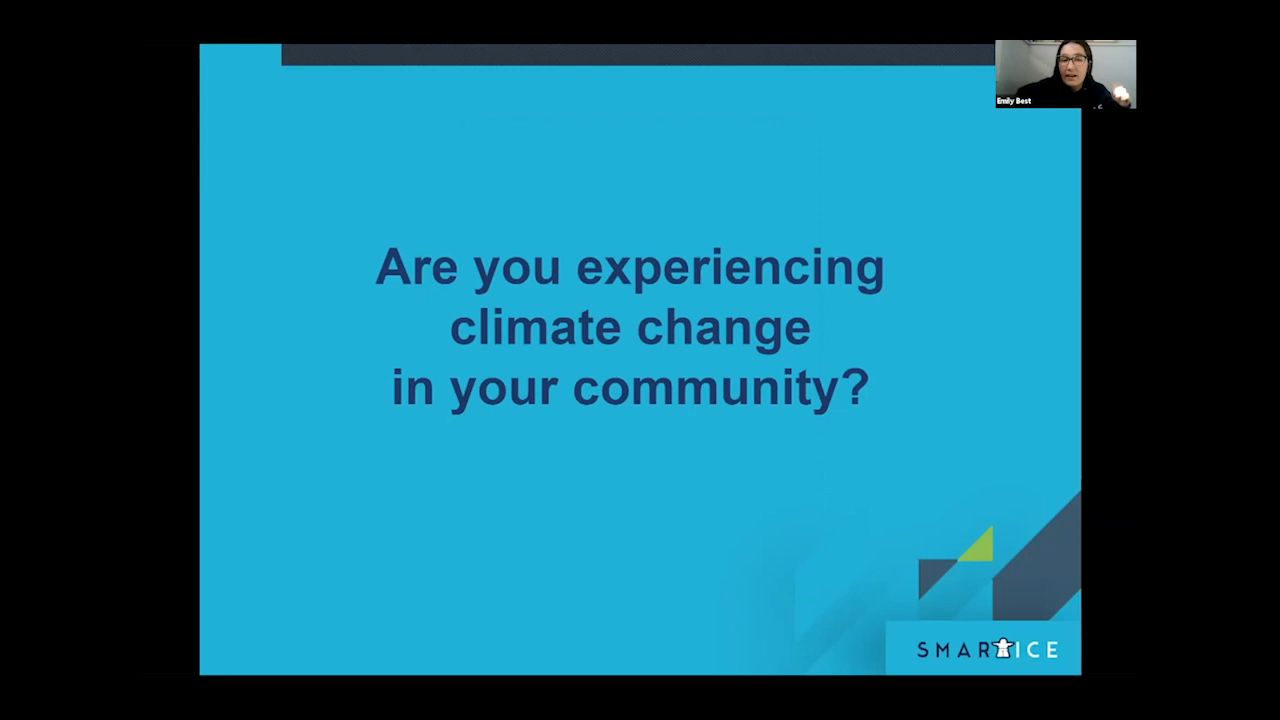 Emily Best
Are you experiencing
climate change
in your community?
SMARTICE